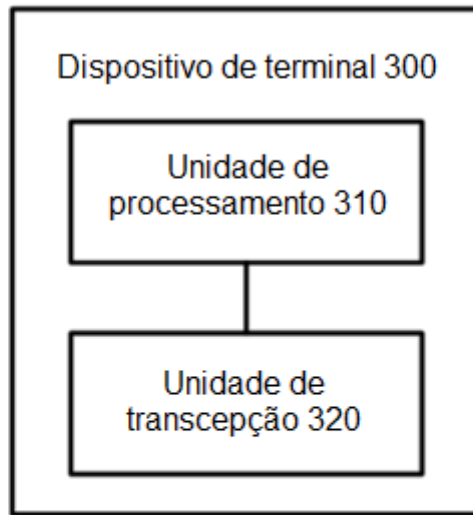 Dispositivo de terminal 300
Unidade de
processamento 310
Unidade de
transcepção 320